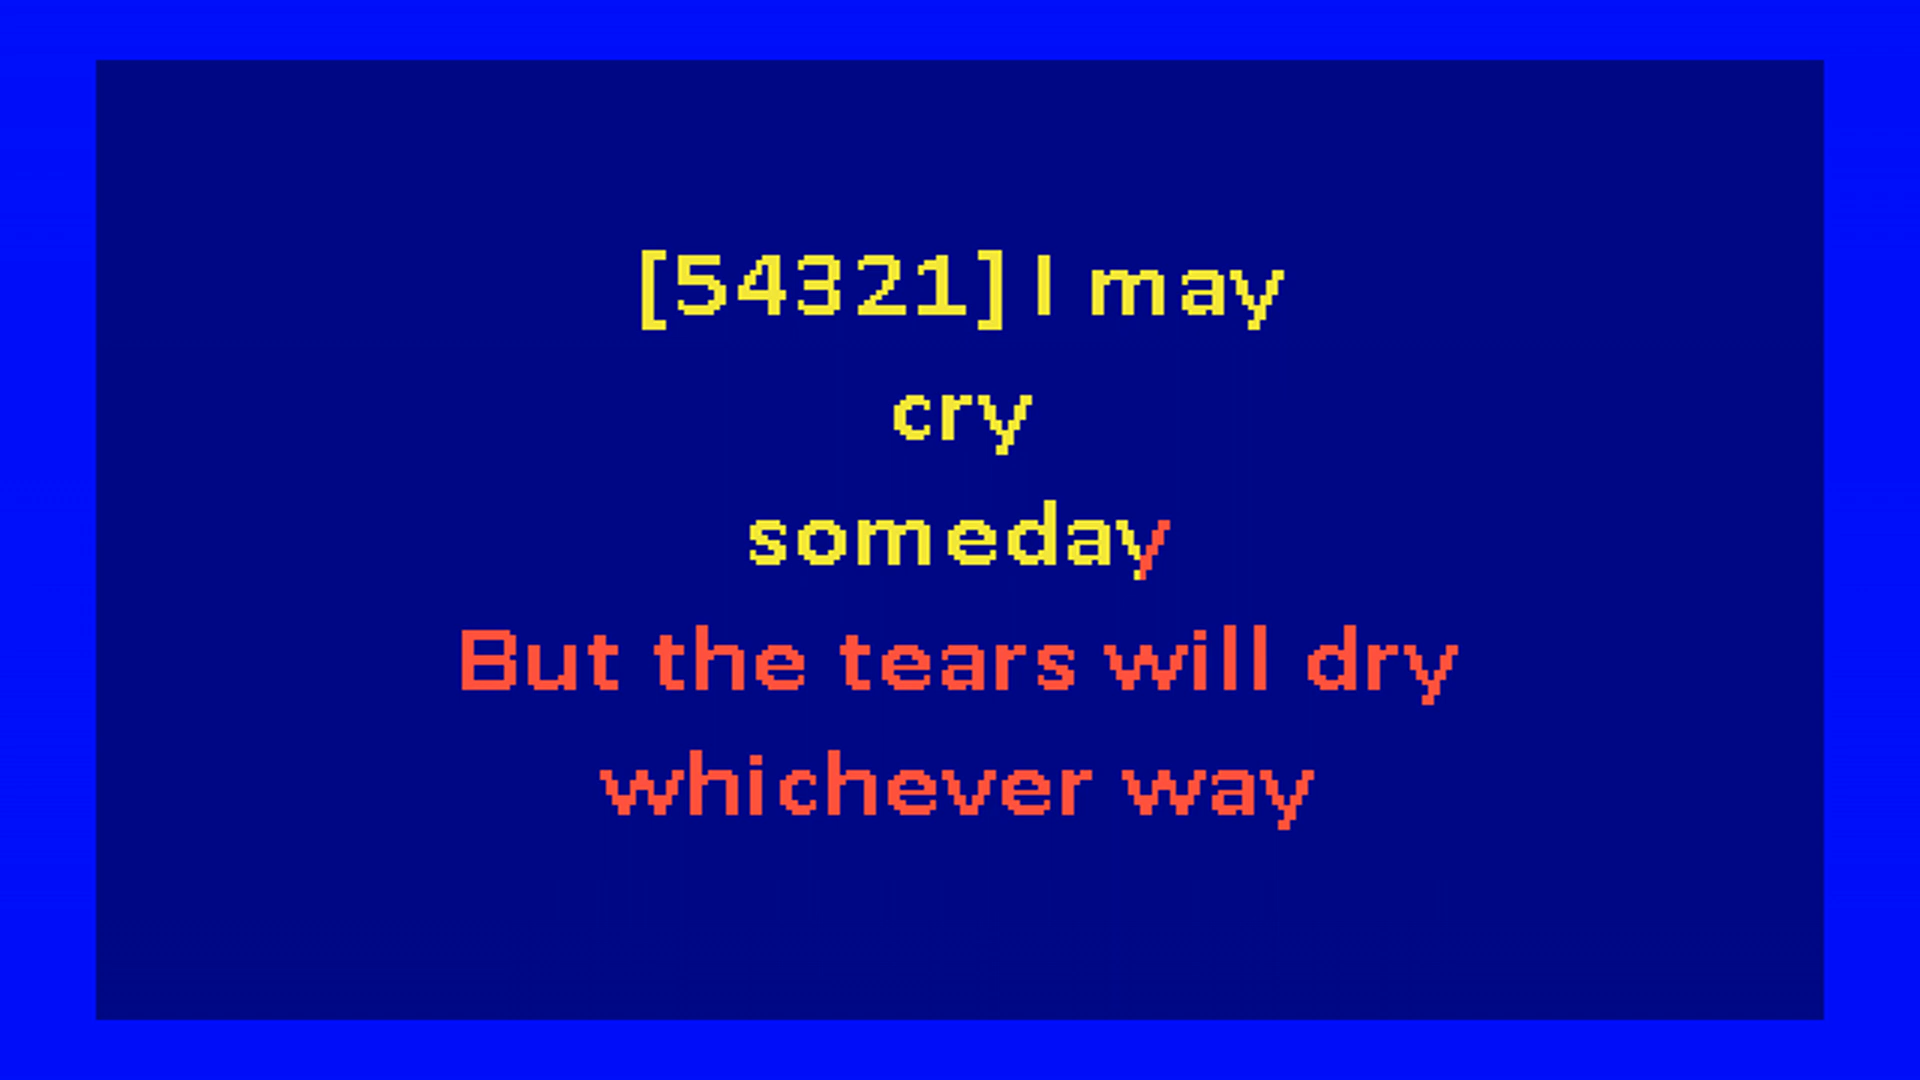 [54321] I may
cry
someday
But the tears will dry
whichever way